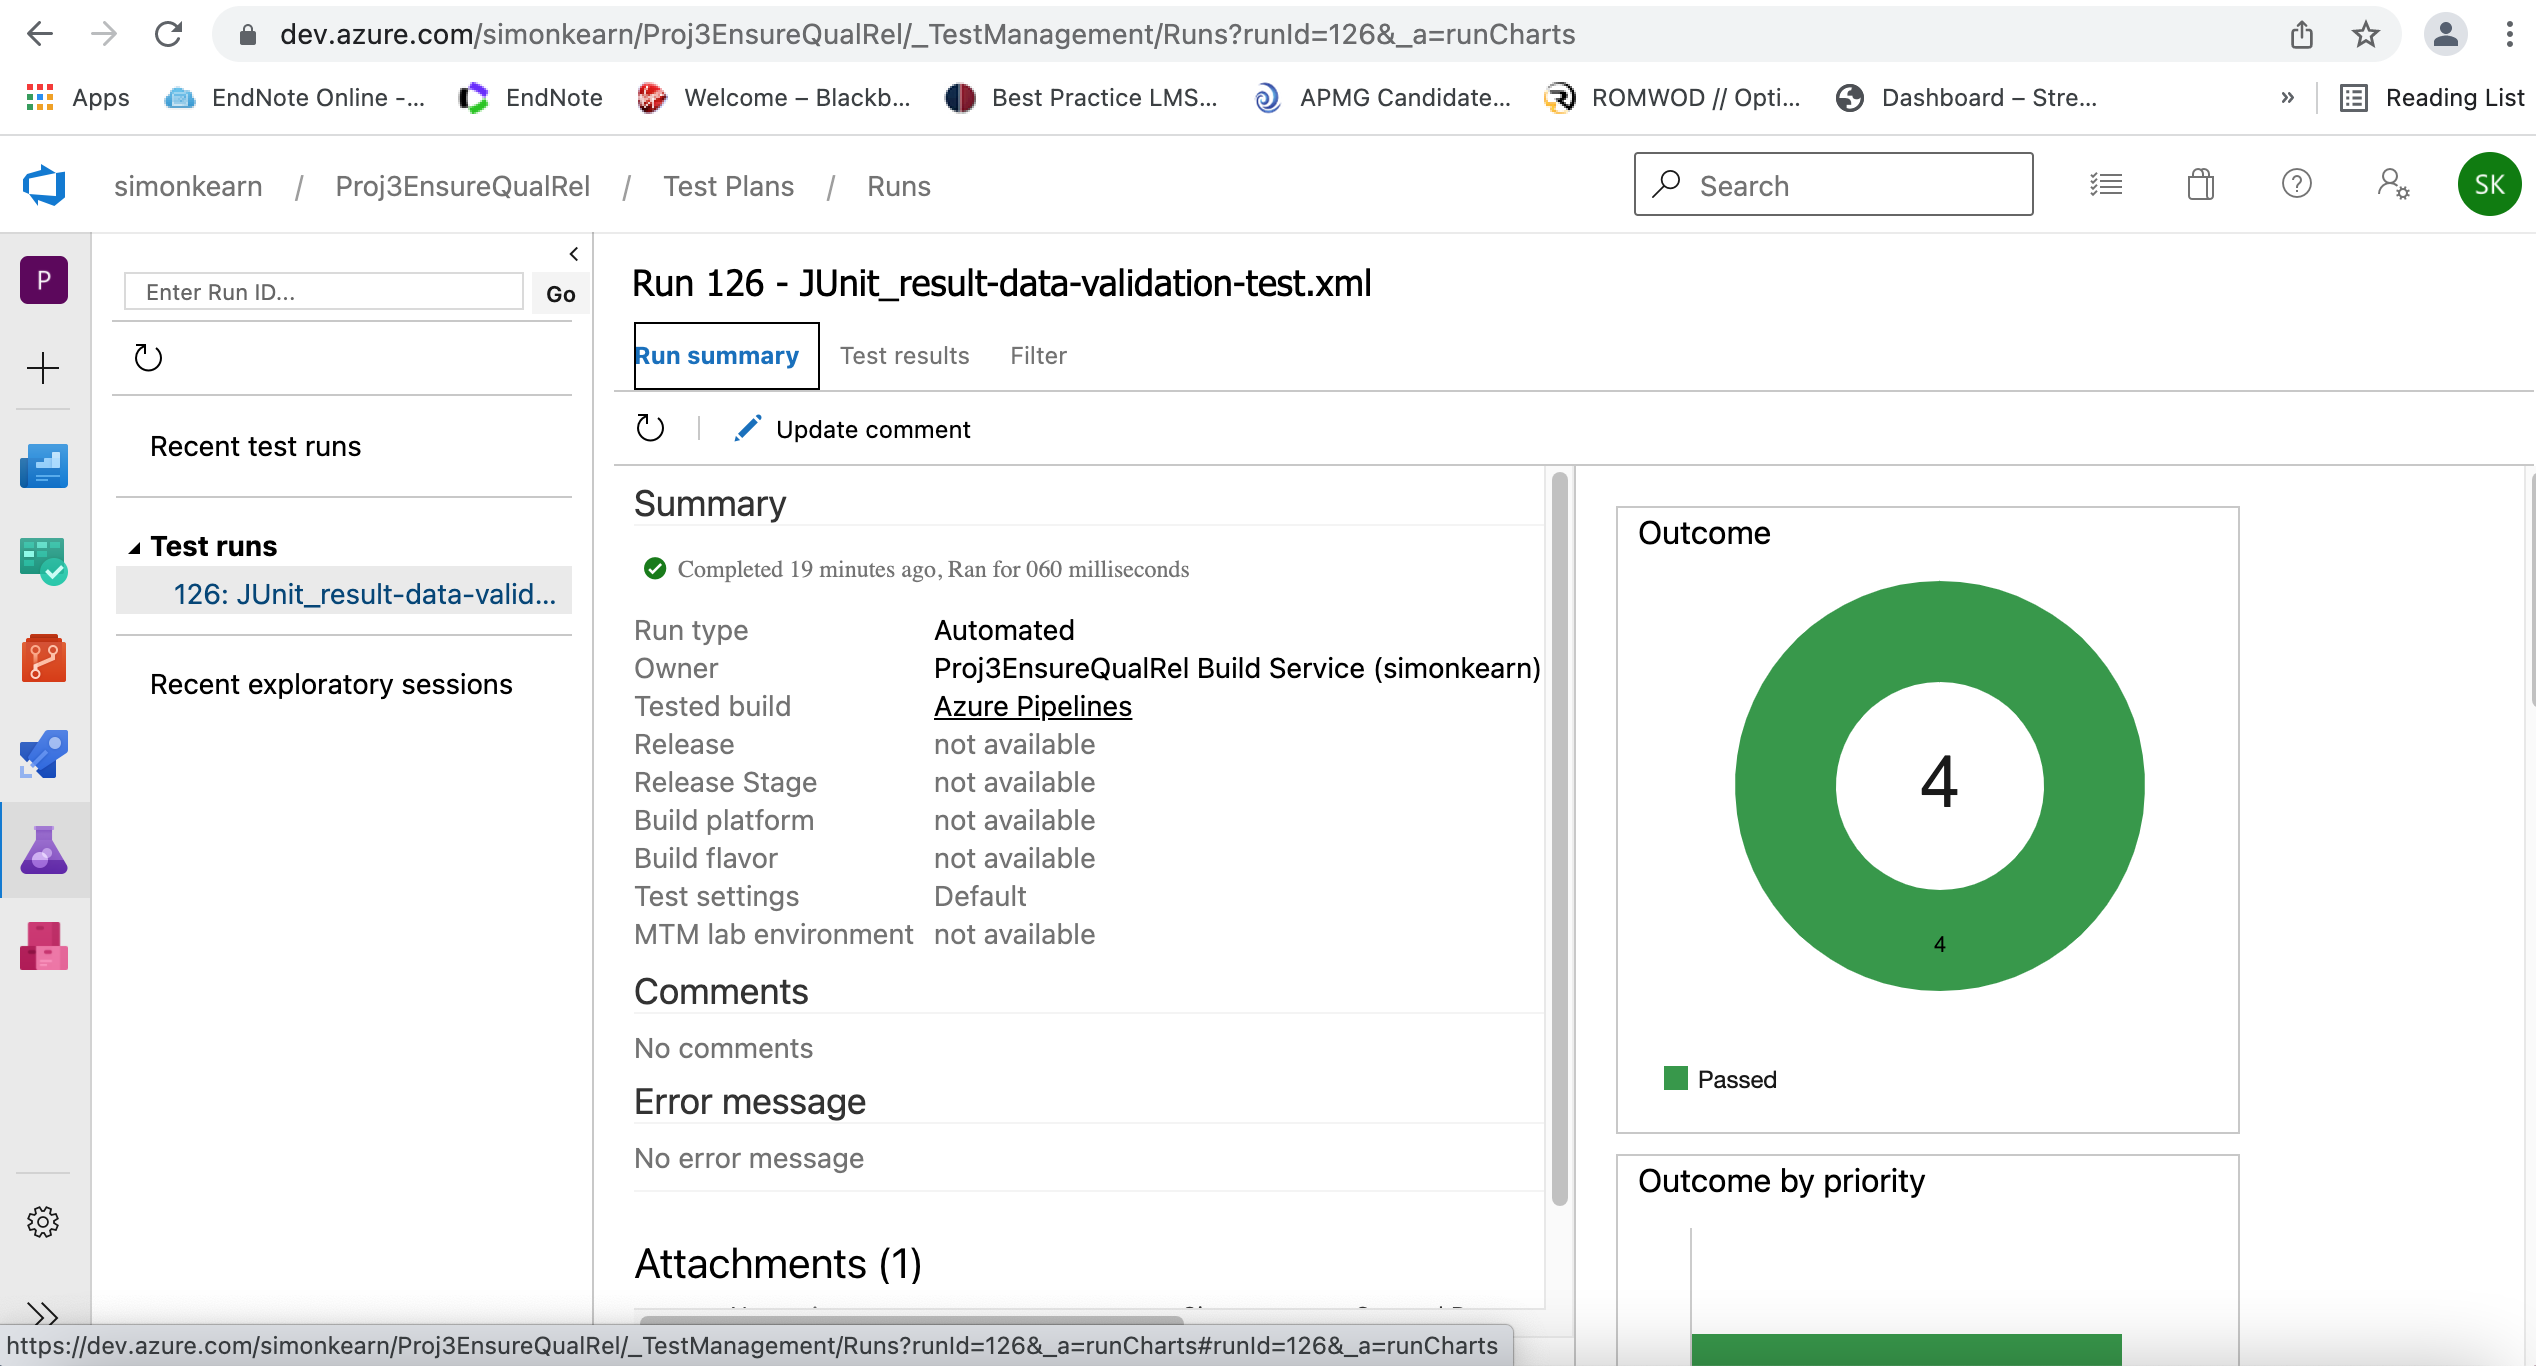 dev.azure.com/simonkearn/Proj3EnsureQualRel/_TestManagement/Runs?runId=126&_a=runCharts
Apps EndNote Online -... EndNote Welcome – Blackb... Best Practice LMS... APMG Candidate... ROMWOD // Opti... Dashboard – Stre... » Reading List
simonkearn / Proj3EnsureQualRel / Test Plans / Runs Search SK
P
Enter Run ID... Go
Recent test runs
Test runs
126: JUnit_result-data-valid...
Recent exploratory sessions
Run 126 - JUnit_result-data-validation-test.xml
Run summary Test results Filter
Update comment
Summary
Completed 19 minutes ago, Ran for 060 milliseconds
Run type Automated
Owner Proj3EnsureQualRel Build Service (simonkearn)
Tested build Azure Pipelines
Release not available
Release Stage not available
Build platform not available
Build flavor not available
Test settings Default
MTM lab environment not available
Comments
No comments
Error message
No error message
Attachments (1)
Outcome
4
4
Passed
Outcome by priority
https://dev.azure.com/simonkearn/Proj3EnsureQualRel/_TestManagement/Runs?runId=126&_a=runCharts#runId=126&_a=runCharts